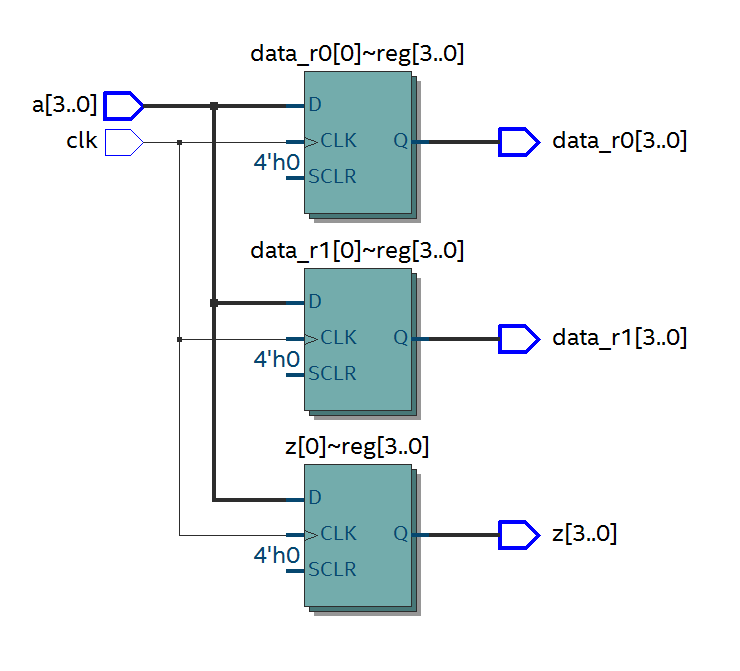 data_r0[0]~reg[3..0]
a[3..0]
D
clk
CLK
Q
data_r0[3..0]
4'h0
SCLR
data_r1[0]~reg[3..0]
D
CLK
Q
data_r1[3..0]
4'h0
SCLR
z[0]~reg[3..0]
D
CLK
Q
z[3..0]
4'h0
SCLR